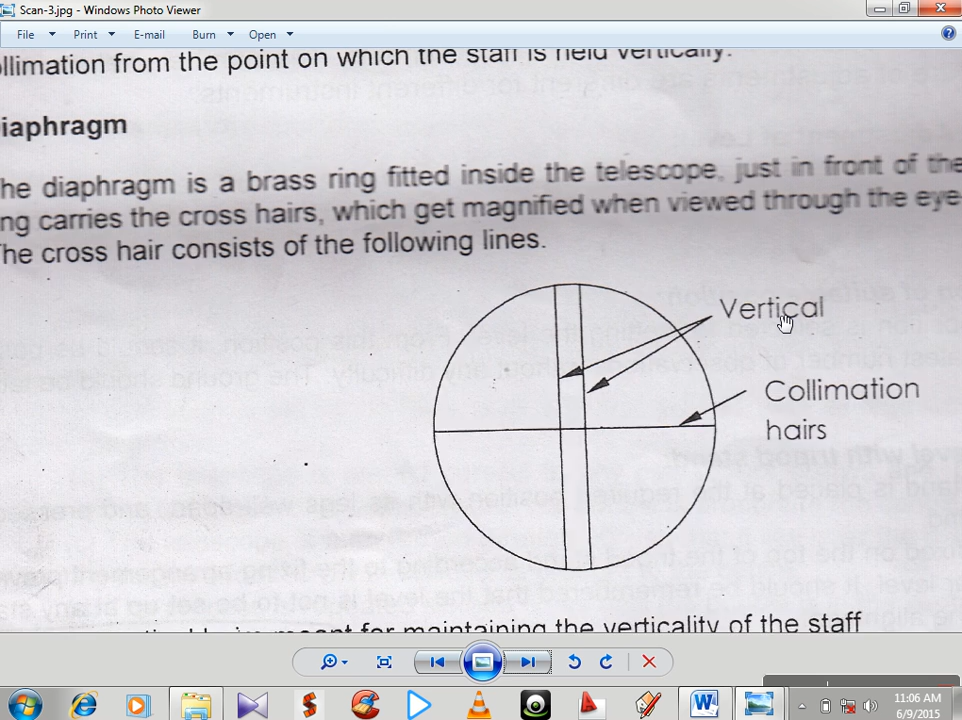 Scan-3.jpg - Windows Photo Viewer
File Print E-mail Burn Open
ollimation from the point on which the staff is held vertically.
iaphragm
he diaphragm is a brass ring fitted inside the telescope, just in front of the
ng carries the cross hairs, which get magnified when viewed through the eye
he cross hair consists of the following lines.
Vertical
Collimation
hairs
meant for maintaining the verticality of the staff
11:06 AM
6/9/2015